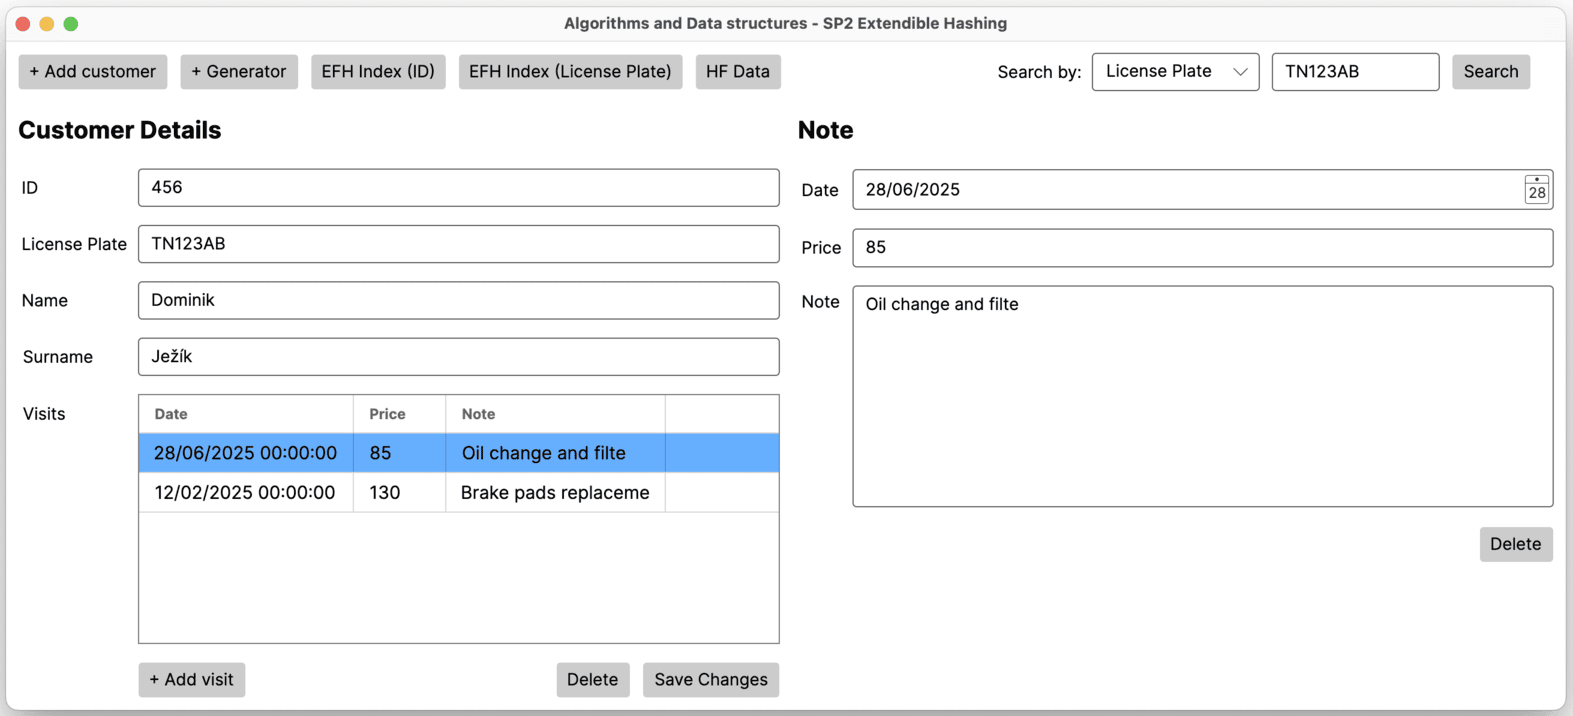 Algorithms and Data structures - SP2 Extendible Hashing
+ Add customer + Generator EFH Index (ID) EFH Index (License Plate) HF Data Search by: License Plate TN123AB Search
Customer Details
ID 456
License Plate TN123AB
Name Dominik
Surname Ježík
Visits Date Price Note
28/06/2025 00:00:00 85 Oil change and filte
12/02/2025 00:00:00 130 Brake pads replaceme
+ Add visit Delete Save Changes
Note
Date 28/06/2025 28
Price 85
Note Oil change and filte
Delete